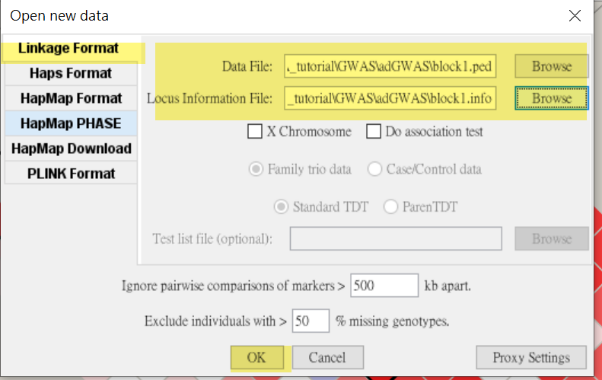 Open new data
Linkage Format
Haps Format
HapMap Format
HapMap PHASE
HapMap Download
PLINK Format
Data File: ._tutorial\GWAS\adGWAS\block1.ped Browse
Locus Information File: _tutorial\GWAS\adGWAS\block1.info Browse
X Chromosome Do association test
Family trio data Case/Control data
Standard TDT ParenTDT
Test list file (optional): Browse
Ignore pairwise comparisons of markers > 500 kb apart.
Exclude individuals with > 50 % missing genotypes.
OK Cancel Proxy Settings